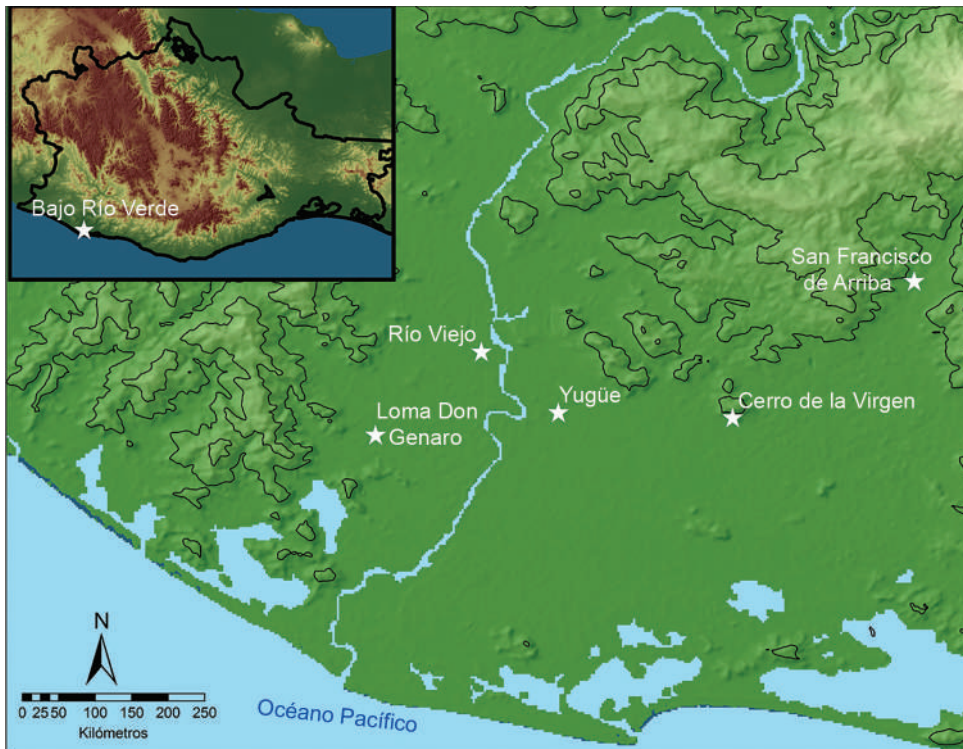 Bajo Río Verde
San Francisco
de Arriba
Río Viejo
Yugüe
Cerro de la Virgen
Loma Don
Genaro
N
0 25 50 100 150 200 250
Kilómetros
Océano Pacífico